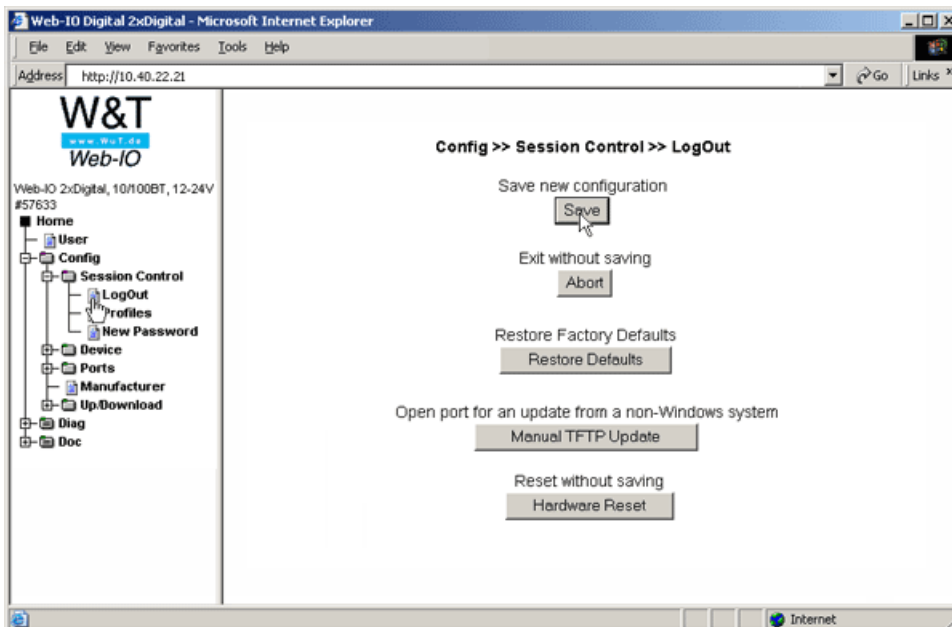 Web-IO Digital 2xDigital - Microsoft Internet Explorer
File Edit View Favorites Tools Help
Address http://10.40.22.21 Go Links »
W&T
www.WuT.de
Web-IO
Web-IO 2xDigital, 10/100BT, 12-24V
#57633
Home
User
Config
Session Control
LogOut
Profiles
New Password
Device
Ports
Manufacturer
Up/Download
Diag
Doc
Config >> Session Control >> LogOut
Save new configuration
Save
Exit without saving
Abort
Restore Factory Defaults
Restore Defaults
Open port for an update from a non-Windows system
Manual TFTP Update
Reset without saving
Hardware Reset
Internet